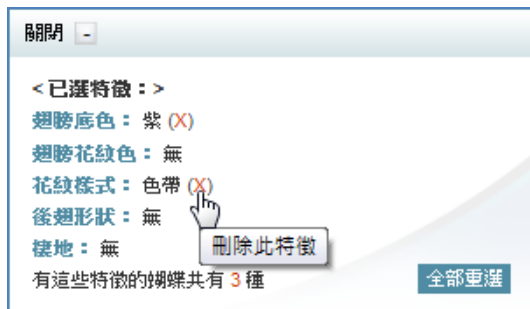 關閉 -
<已選特徵：>
翅膀底色： 紫 (X)
翅膀花紋色： 無
花紋樣式： 色帶 (X)
後翅形狀： 無
刪除此特徵
棲地： 無
有這些特徵的蝴蝶共有 3 種
全部重選